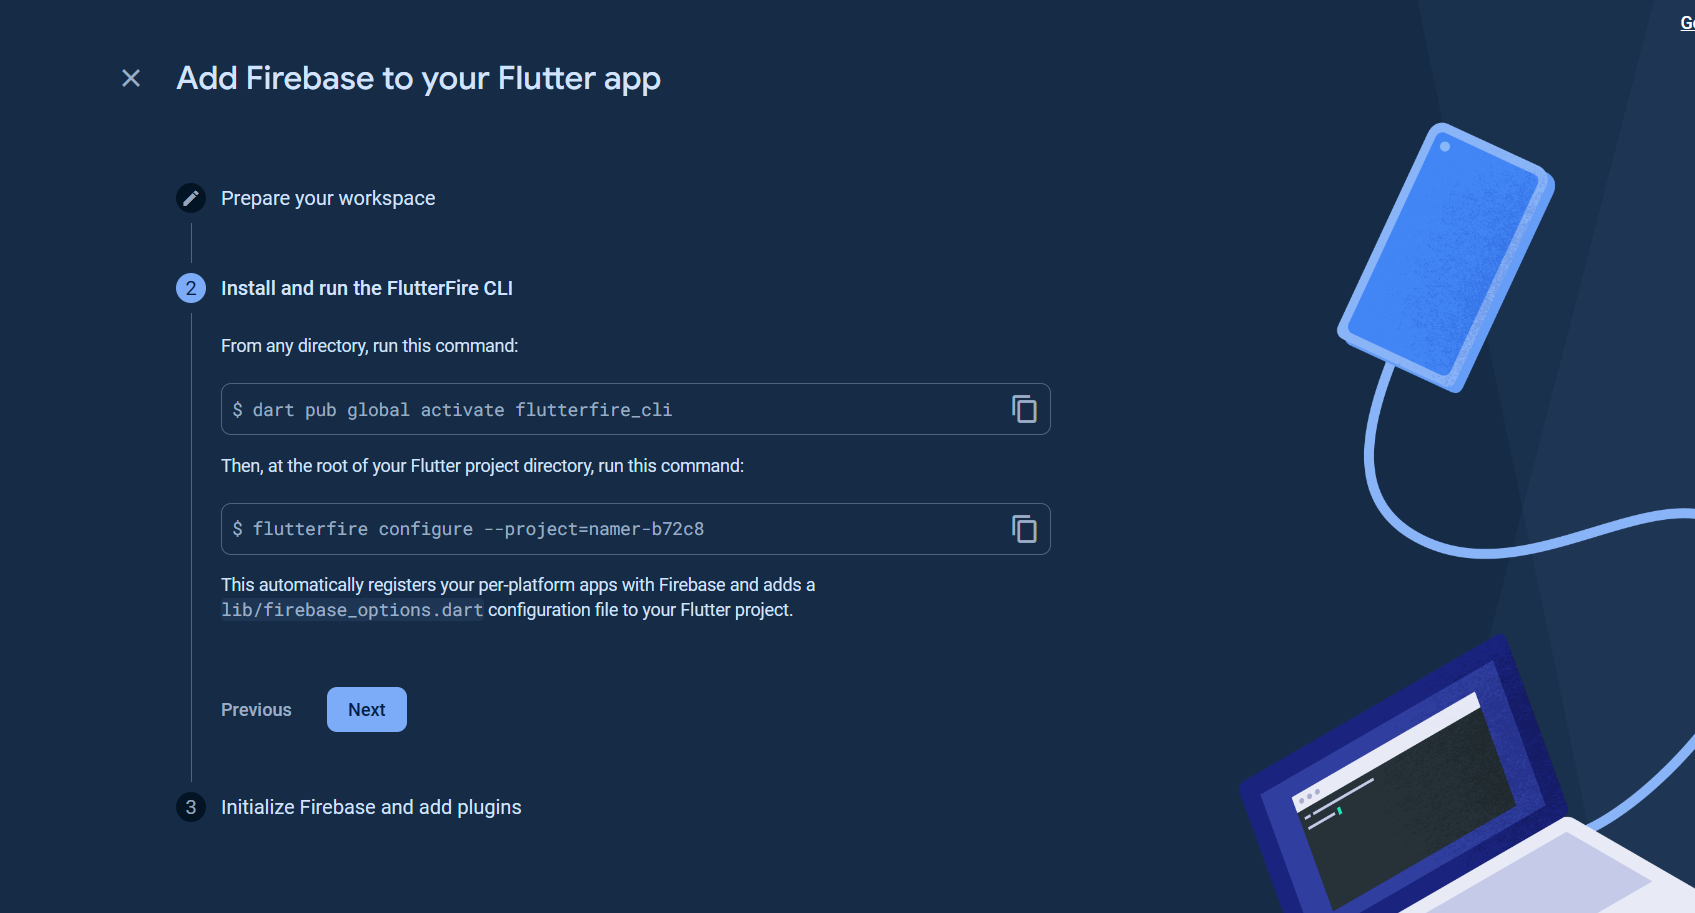 Add Firebase to your Flutter app
Prepare your workspace
2 Install and run the FlutterFire CLI
From any directory, run this command:
$ dart pub global activate flutterfire_cli
Then, at the root of your Flutter project directory, run this command:
$ flutterfire configure --project=namer-b72c8
This automatically registers your per-platform apps with Firebase and adds a
lib/firebase_options.dart configuration file to your Flutter project.
Previous Next
3 Initialize Firebase and add plugins